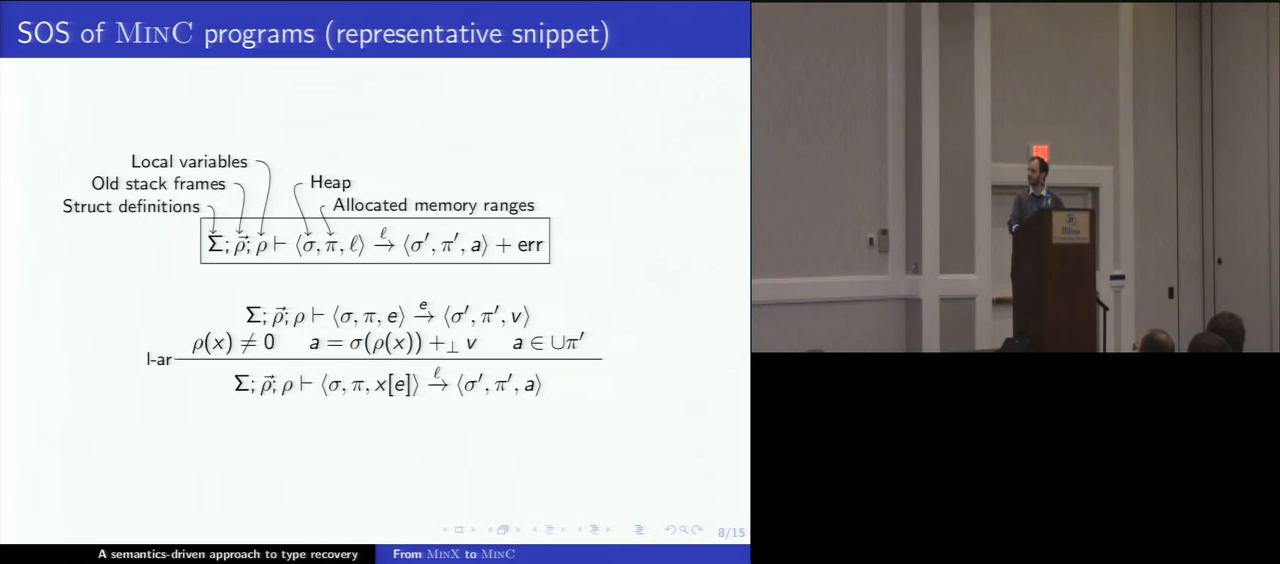 SOS of MINC programs (representative snippet)
Local variables
Old stack frames
Heap
Struct definitions
Allocated memory ranges
Σ; ρ⃗; ρ ⊢ ⟨σ, π, ℓ⟩ →ℓ ⟨σ′, π′, a⟩ + err
Σ; ρ⃗; ρ ⊢ ⟨σ, π, e⟩ →e ⟨σ′, π′, v⟩
ρ(x) ≠ 0 a = σ(ρ(x)) +⊥ v a ∈ ∪π′
l-ar
Σ; ρ⃗; ρ ⊢ ⟨σ, π, x[e]⟩ →ℓ ⟨σ′, π′, a⟩
8/15
A semantics-driven approach to type recovery
From MINX to MINC
Hilton